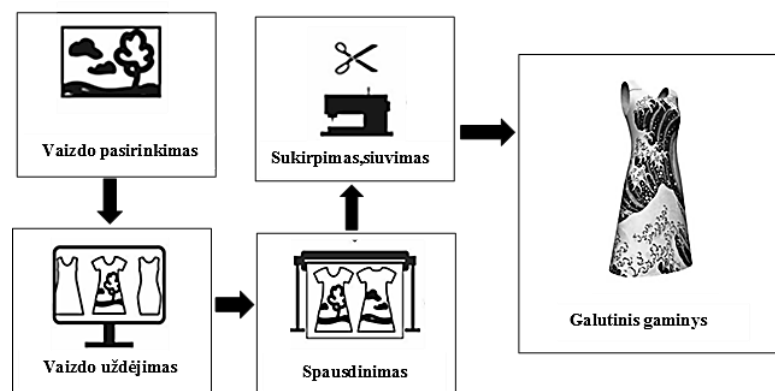 Vaizdo pasirinkimas
Vaizdo uždėjimas
Spausdinimas
Sukirpimas,siuvimas
Galutinis gaminys